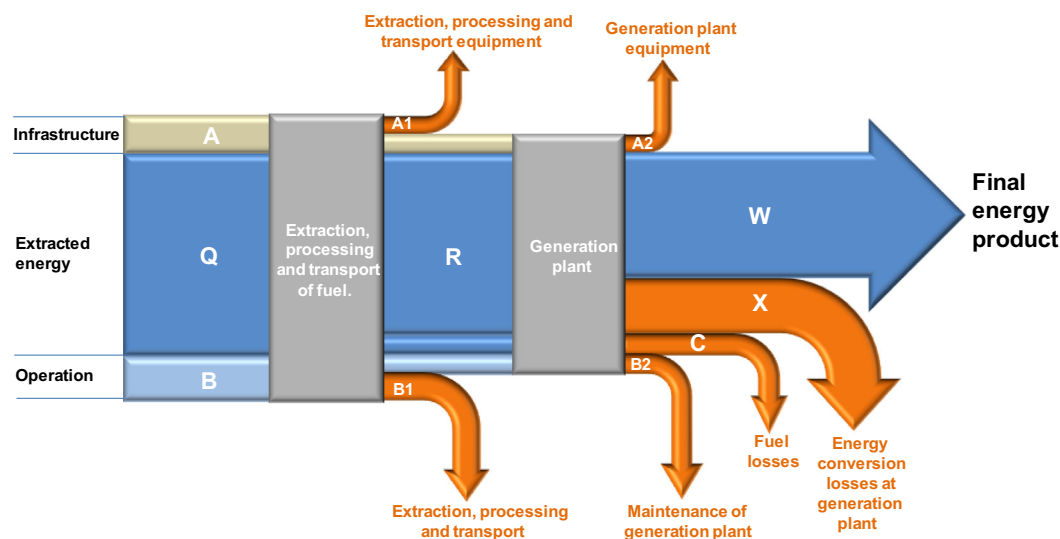 Extraction, processing and
transport equipment
Generation plant
equipment
Infrastructure
A
A1
A2
Extracted
energy
Q
Extraction,
processing
and transport
of fuel.
R
Generation
plant
W
Final
energy
product
X
C
Operation
B
B1
B2
Fuel
losses
Energy
conversion
losses at
generation
plant
Extraction, processing
and transport
Maintenance of
generation plant